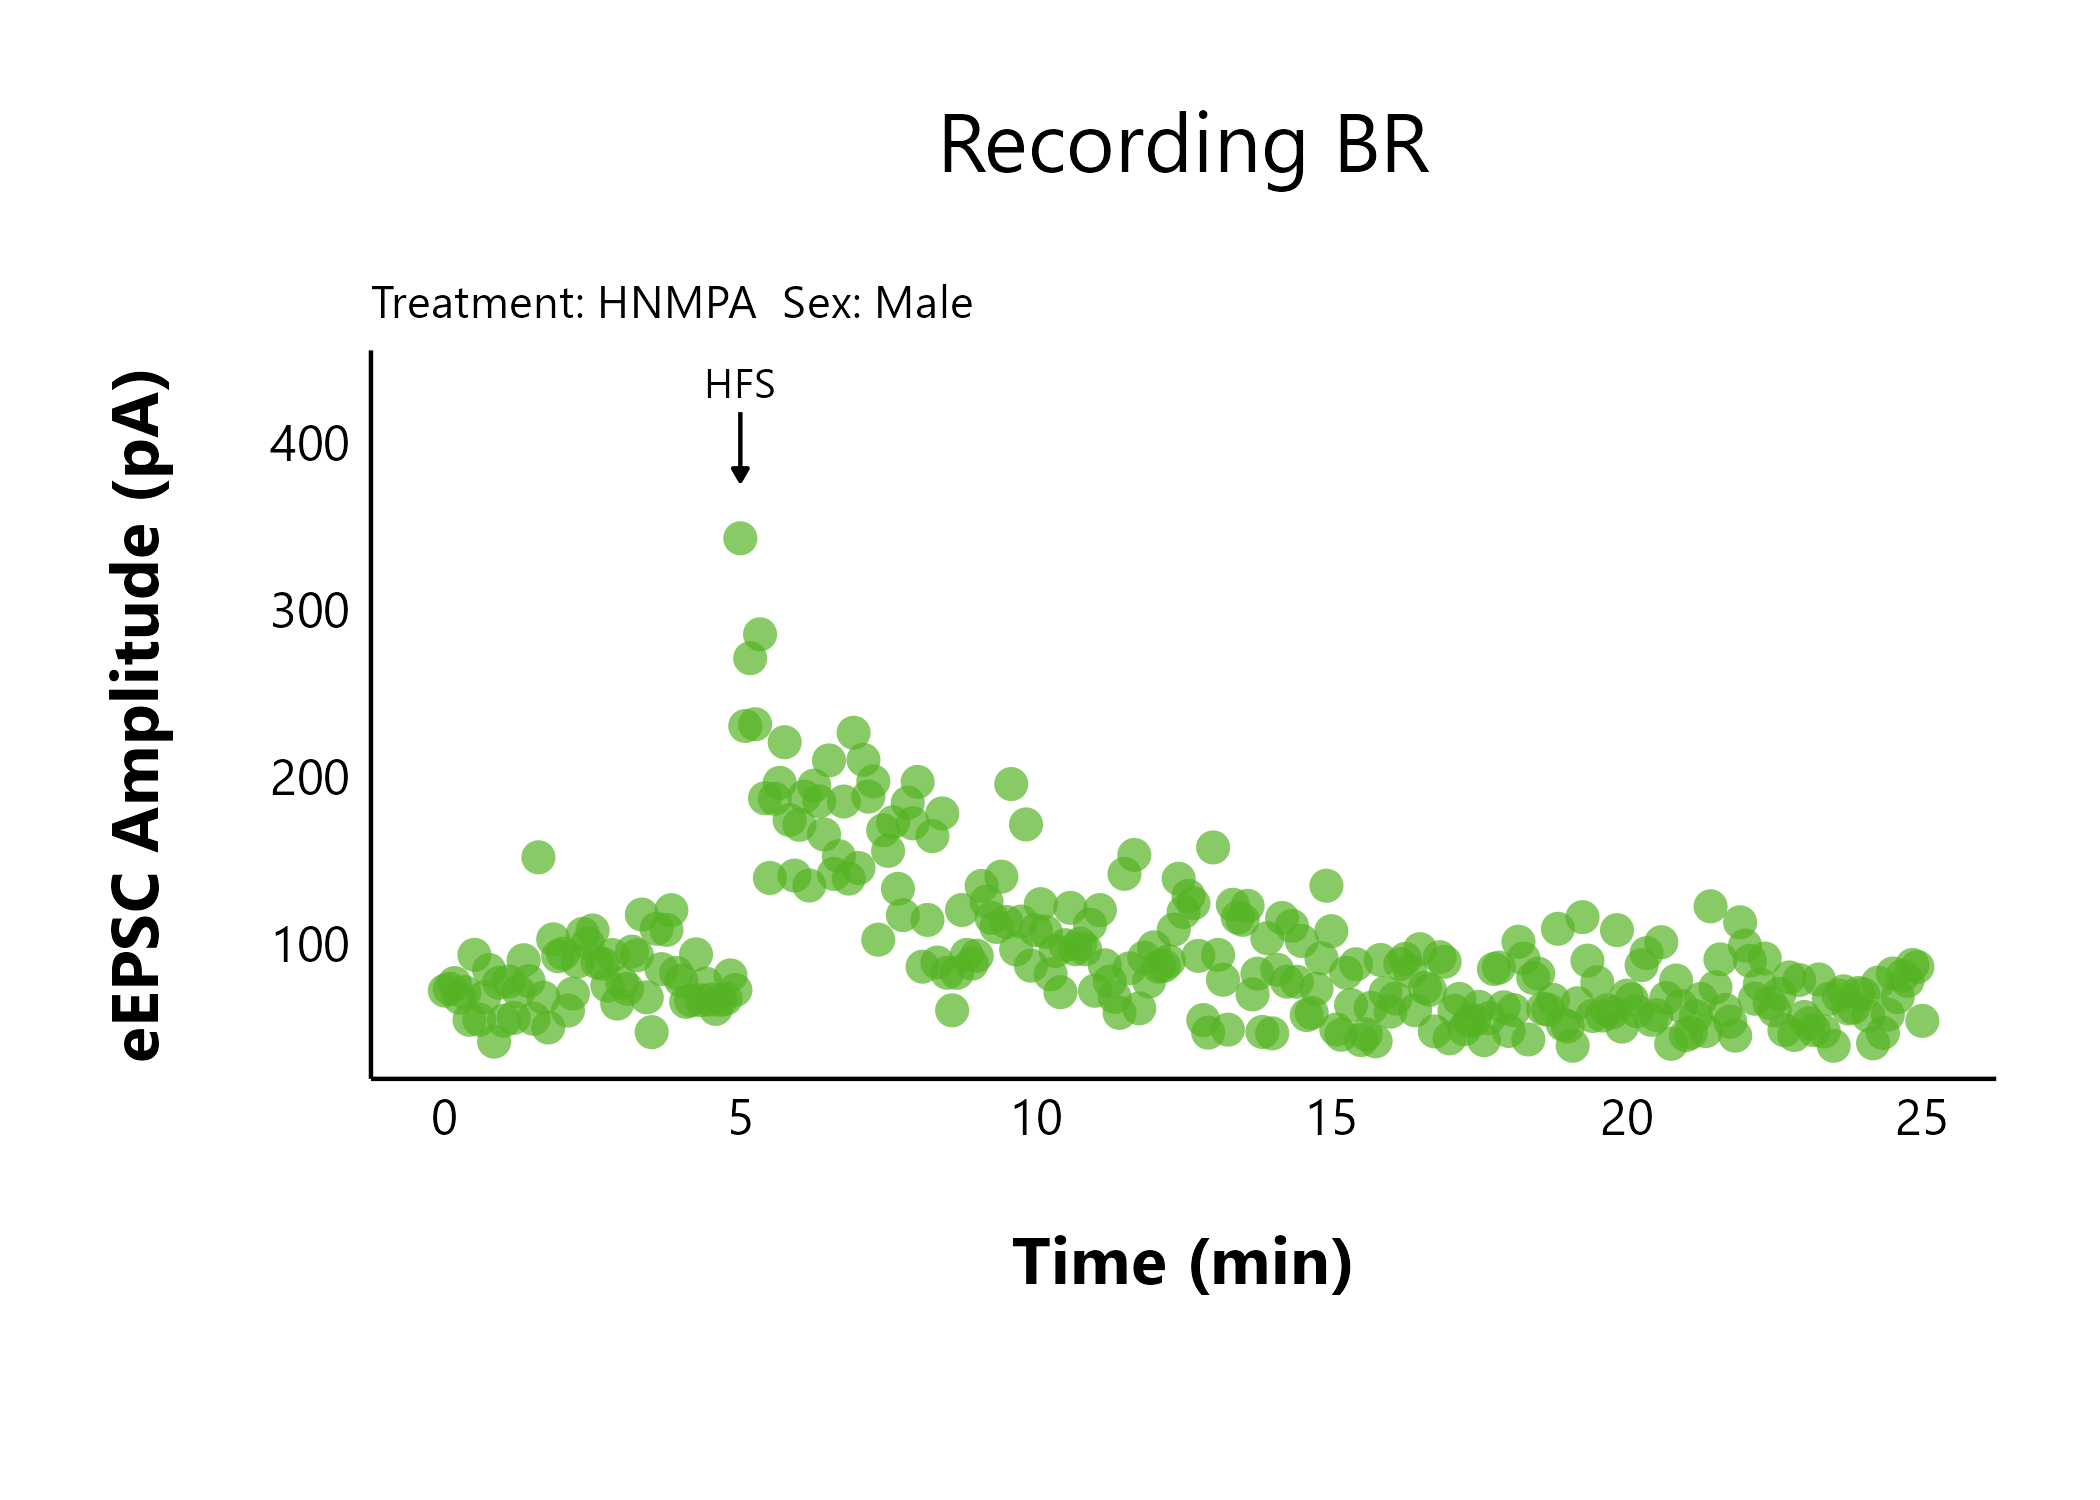 Recording BR
Treatment: HNMPA  Sex: Male
HFS
eEPSC Amplitude (pA)
400
300
200
100
0 5 10 15 20 25
Time (min)